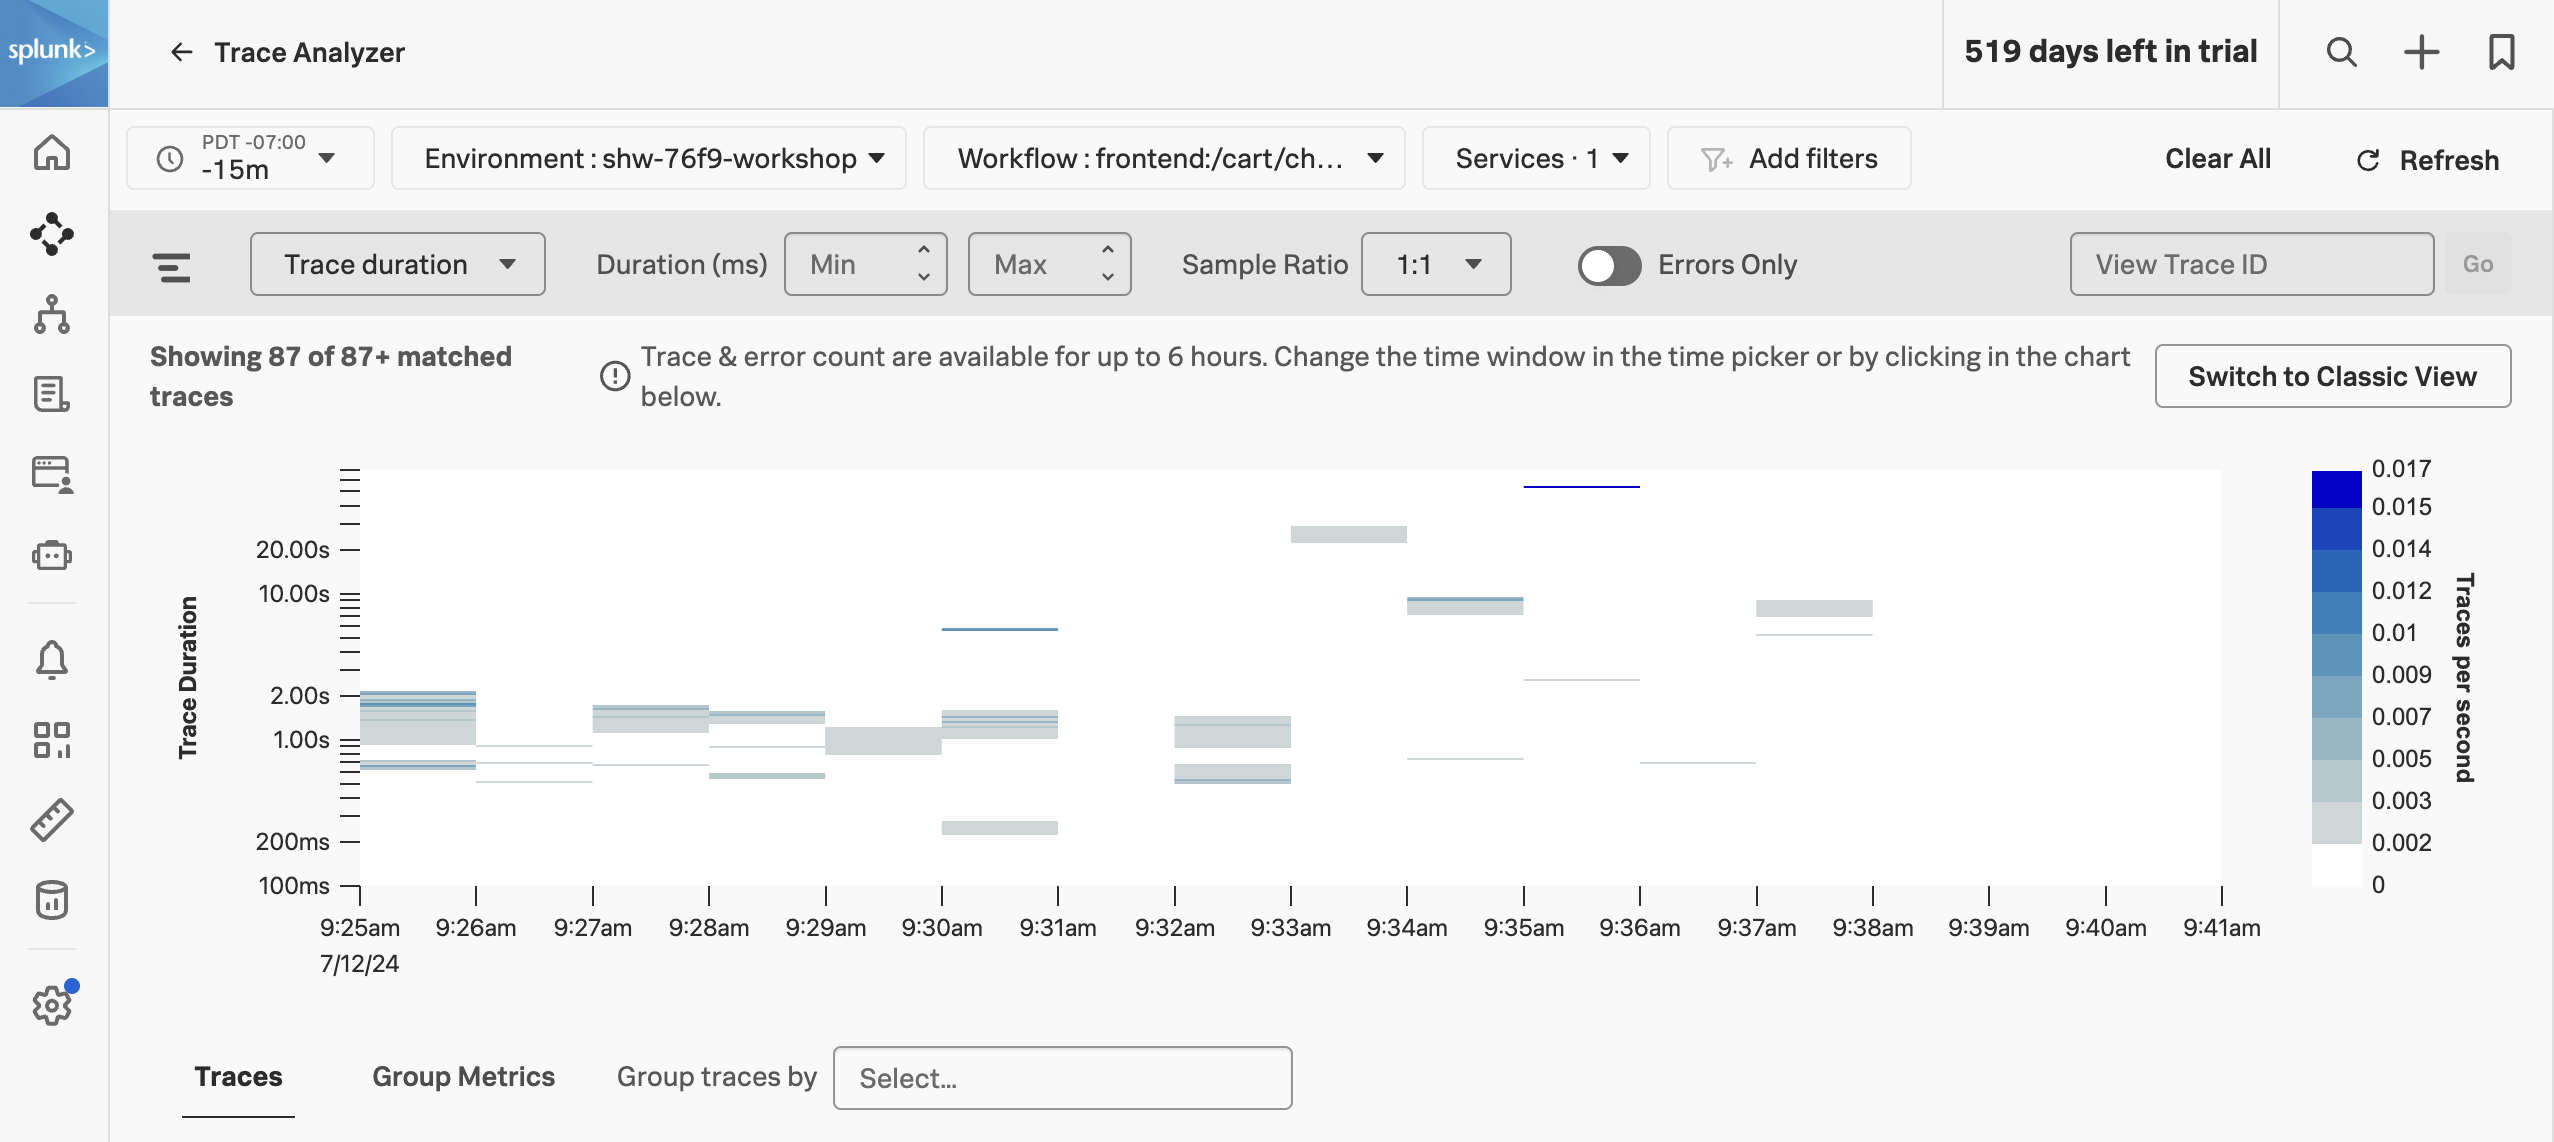 splunk>
Trace Analyzer
519 days left in trial
PDT -07:00
-15m
Environment : shw-76f9-workshop
Workflow : frontend:/cart/ch...
Services · 1
Add filters
Clear All
Refresh
Trace duration
Duration (ms)
Min
Max
Sample Ratio
1:1
Errors Only
View Trace ID
Go
Showing 87 of 87+ matched
traces
Trace & error count are available for up to 6 hours. Change the time window in the time picker or by clicking in the chart
below.
Switch to Classic View
Trace Duration
20.00s
10.00s
2.00s
1.00s
200ms
100ms
9:25am
7/12/24
9:26am
9:27am
9:28am
9:29am
9:30am
9:31am
9:32am
9:33am
9:34am
9:35am
9:36am
9:37am
9:38am
9:39am
9:40am
9:41am
0.017
0.015
0.014
0.012
0.01
0.009
0.007
0.005
0.003
0.002
0
Traces per second
Traces
Group Metrics
Group traces by
Select...